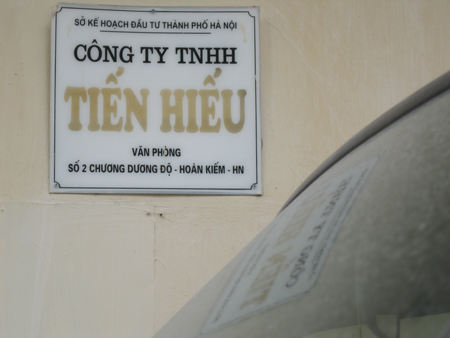 SỞ KẾ HOẠCH ĐẦU TƯ THÀNH PHỐ HÀ NỘI
CÔNG TY TNHH
TIẾN HIẾU
VĂN PHÒNG
SỐ 2 CHƯƠNG DƯƠNG ĐỘ - HOÀN KIẾM - HN